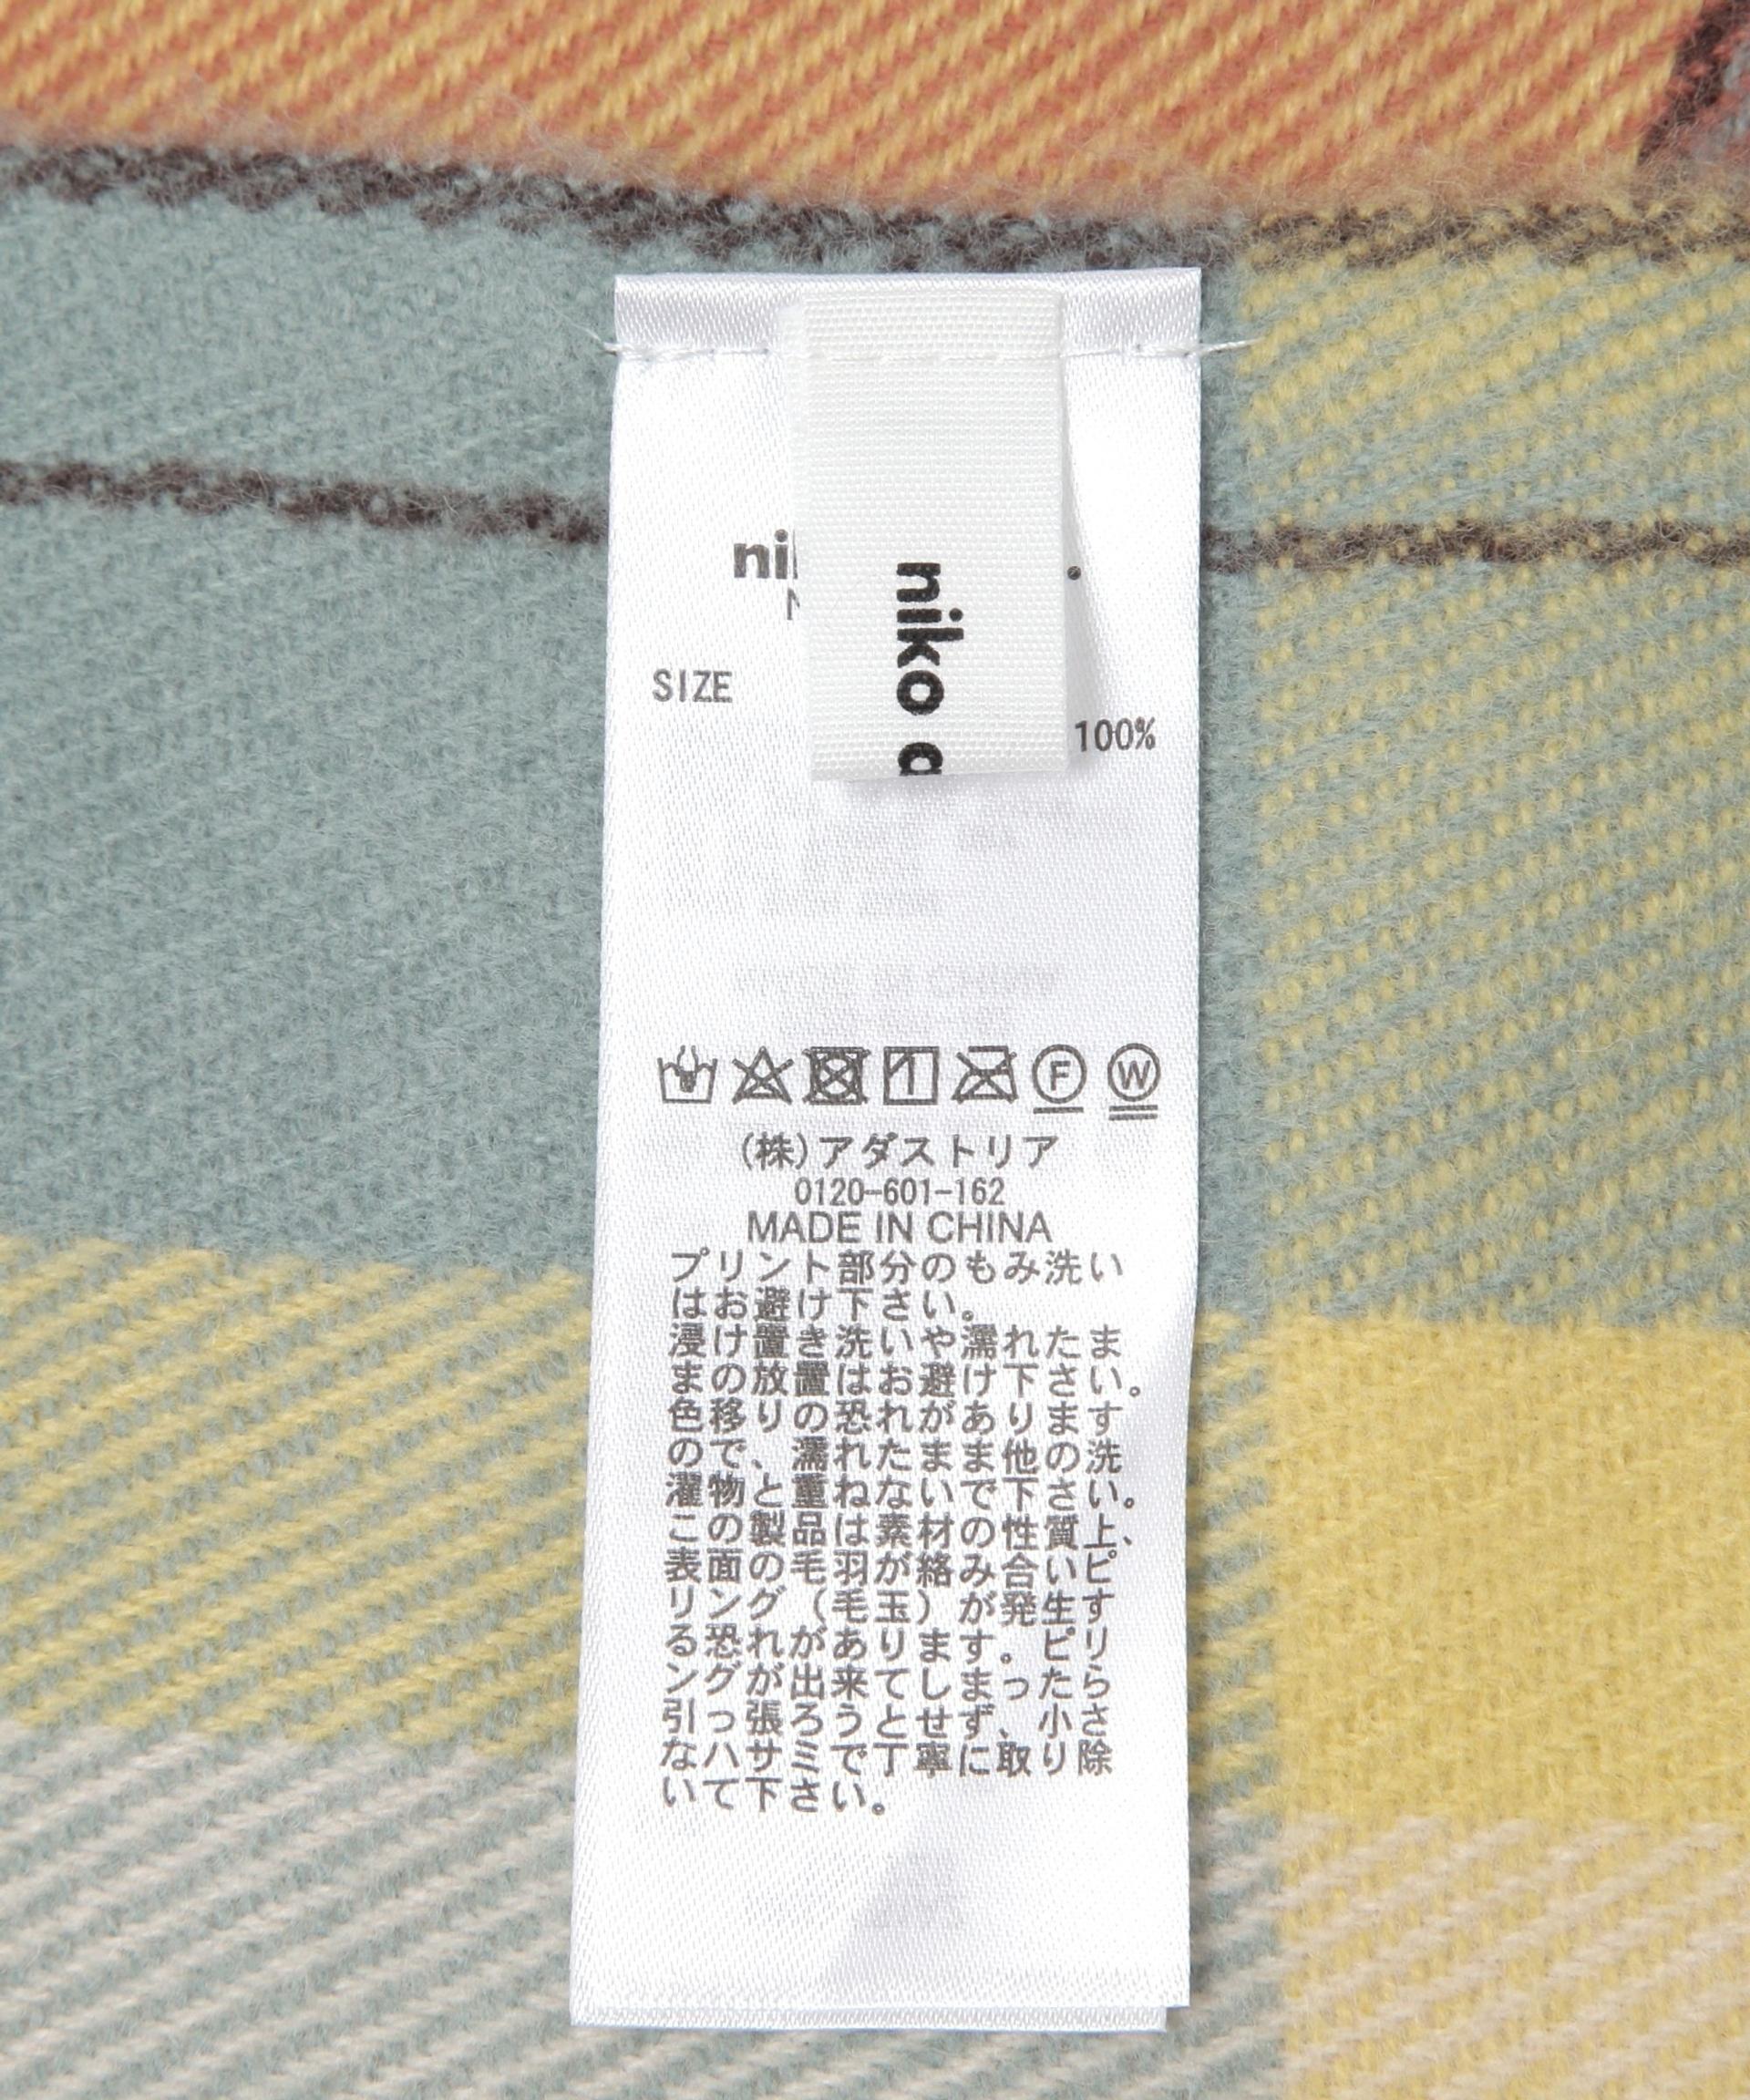 niko
SIZE
100%
(株)アダストリア
0120-601-162
MADE IN CHINA
プリント部分のもみ洗い
はお避け下さい。
浸け置き洗いや濡れたま
まの放置はお避け下さい。
色移りの恐れがあります
ので、濡れたまま他の洗
濯物と重ねないで下さい。
この製品は素材の性質上、
表面の毛羽が絡み合いピ
リング（毛玉）が発生す
る恐れがあります。ピリ
ングが出来てしまったら
引っ張ろうとせず、小さ
なハサミで丁寧に取り除
いて下さい。